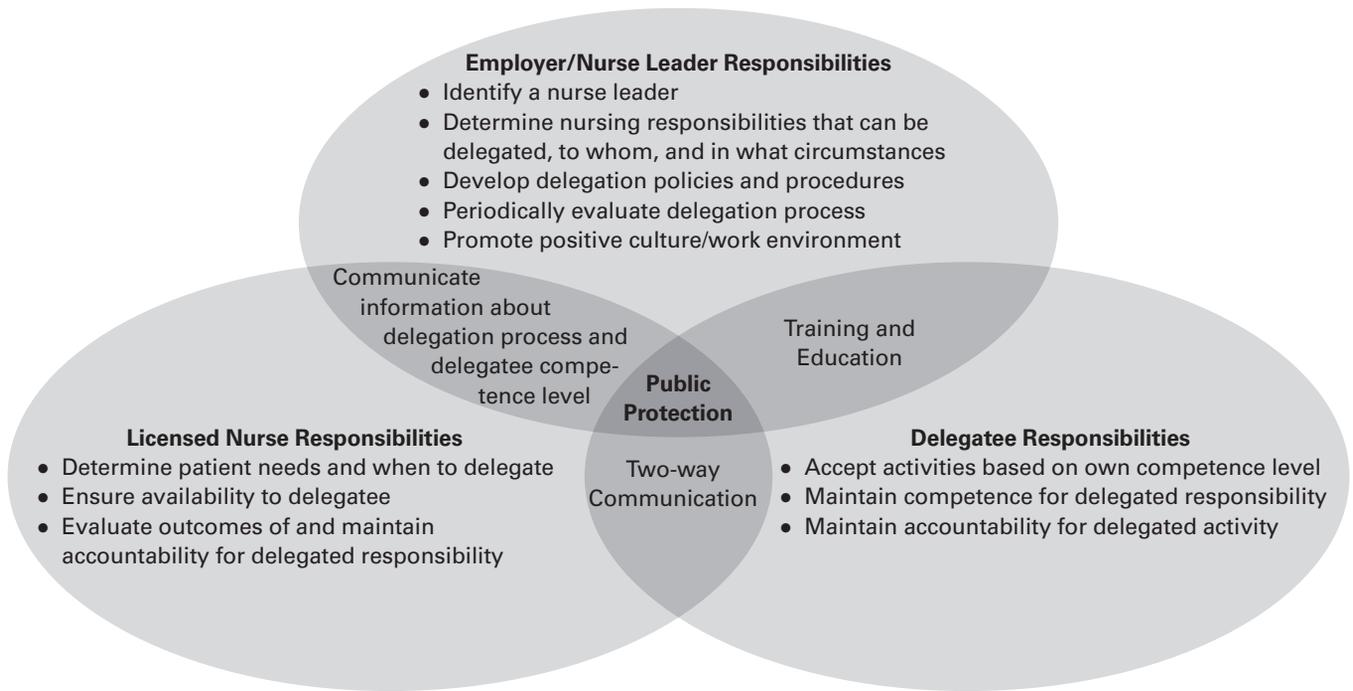 Employer/Nurse Leader Responsibilities
● Identify a nurse leader
● Determine nursing responsibilities that can be
delegated, to whom, and in what circumstances
● Develop delegation policies and procedures
● Periodically evaluate delegation process
● Promote positive culture/work environment
Communicate
information about
delegation process and
delegatee compe-
tence level
Training and
Education
Public
Protection
Licensed Nurse Responsibilities
● Determine patient needs and when to delegate
● Ensure availability to delegatee
● Evaluate outcomes of and maintain
accountability for delegated responsibility
Two-way
Communication
Delegatee Responsibilities
● Accept activities based on own competence level
● Maintain competence for delegated responsibility
● Maintain accountability for delegated activity